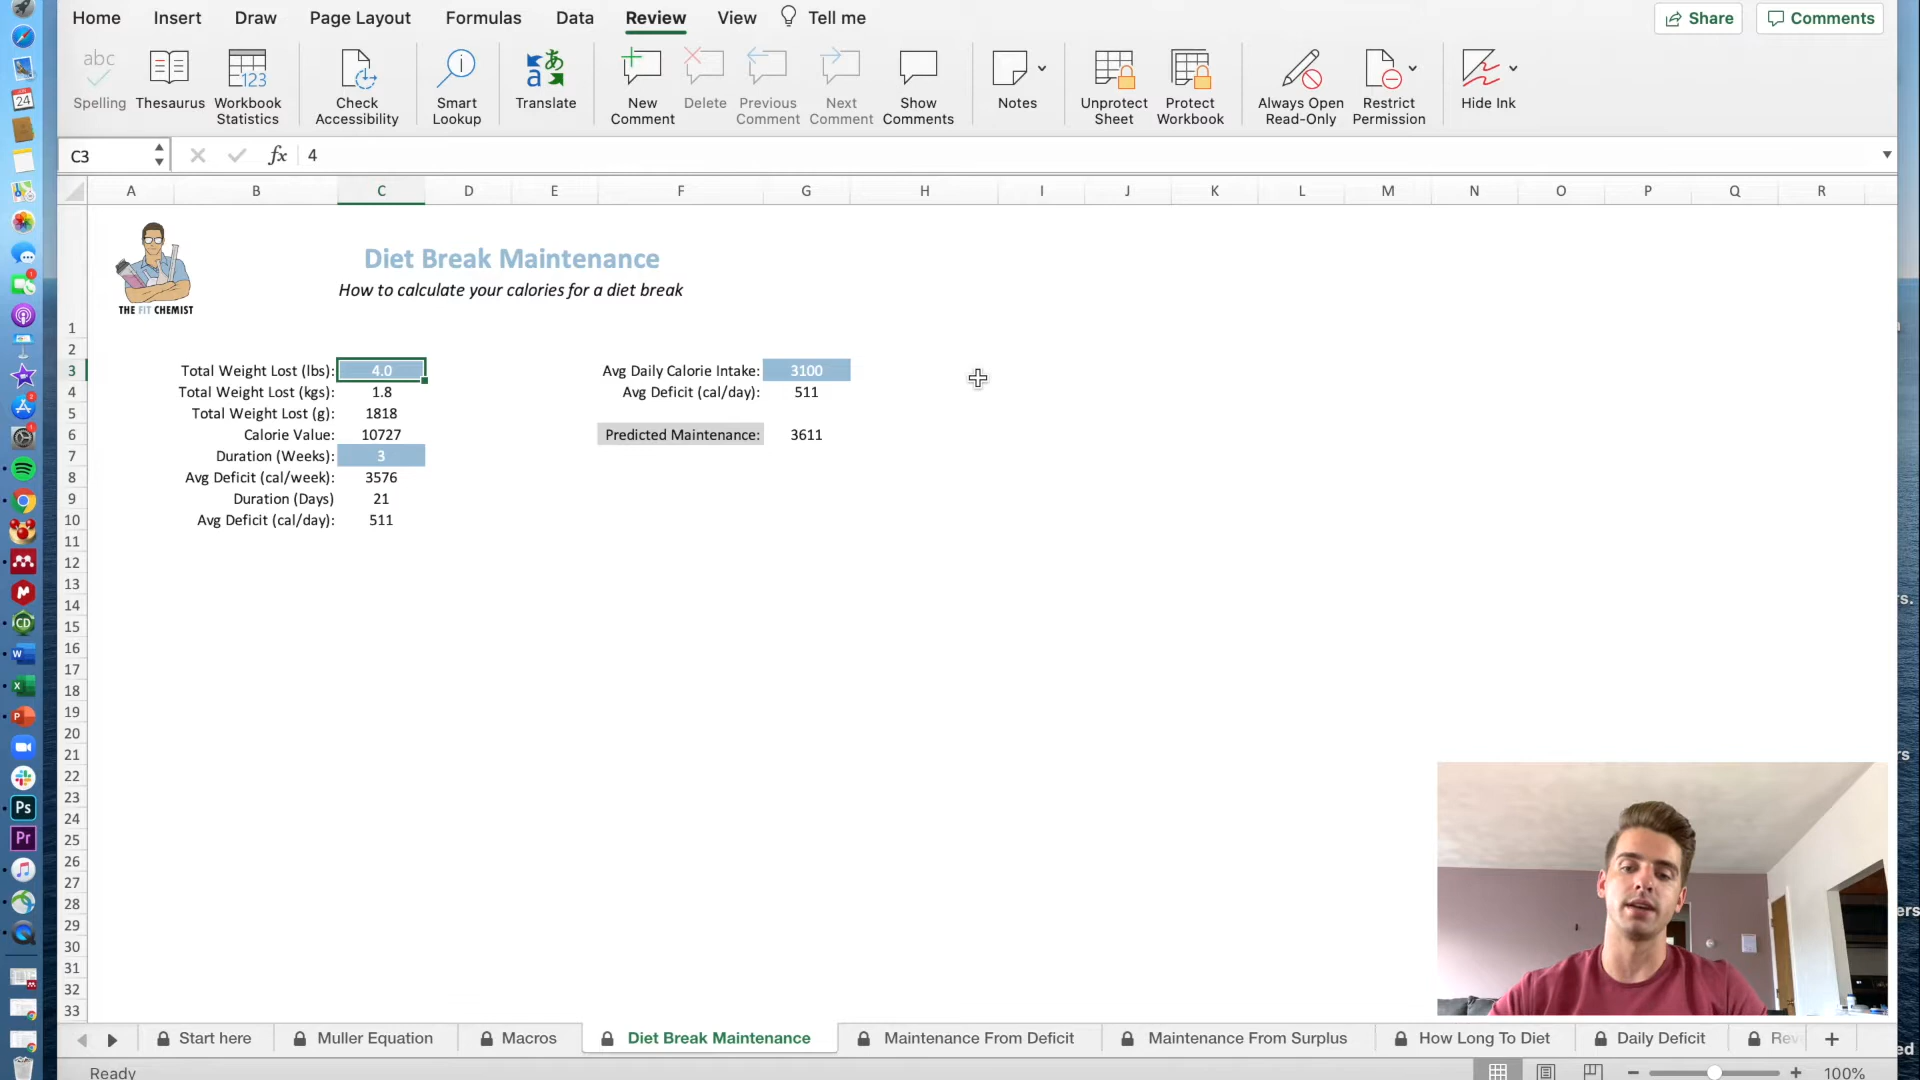 Home Insert Draw Page Layout Formulas Data Review View Tell me Share Comments
abc 123
Spelling Thesaurus Workbook Statistics Check Accessibility Smart Lookup Translate New Comment Delete Previous Comment Next Comment Show Comments Notes Unprotect Sheet Protect Workbook Always Open Read-Only Restrict Permission Hide Ink
C3 fx 4
A B C D E F G H I J K L M N O P Q R
Diet Break Maintenance
How to calculate your calories for a diet break
THE FIT CHEMIST
1
2
3 Total Weight Lost (lbs): 4.0 Avg Daily Calorie Intake: 3100
4 Total Weight Lost (kgs): 1.8 Avg Deficit (cal/day): 511
5 Total Weight Lost (g): 1818
6 Calorie Value: 10727 Predicted Maintenance: 3611
7 Duration (Weeks): 3
8 Avg Deficit (cal/week): 3576
9 Duration (Days) 21
10 Avg Deficit (cal/day): 511
11
12
13
14
15
16
17
18
19
20
21
22
23
24
25
26
27
28
29
30
31
32
33
Start here Muller Equation Macros Diet Break Maintenance Maintenance From Deficit Maintenance From Surplus How Long To Diet Daily Deficit Rev
Ready 100%
24
CD
W
X
P
Ps
Pr